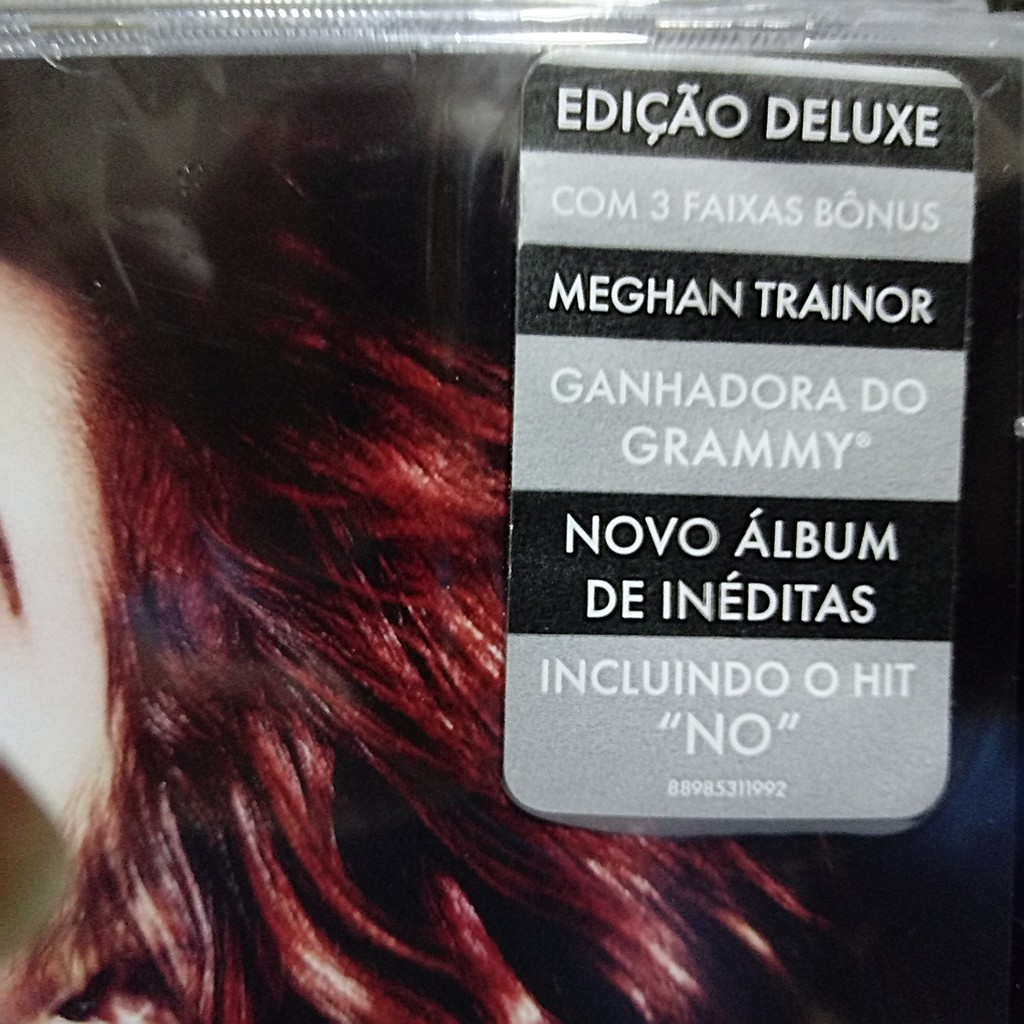 EDIÇÃO DELUXE
COM 3 FAIXAS BÔNUS
MEGHAN TRAINOR
GANHADORA DO
GRAMMY®
NOVO ÁLBUM
DE INÉDITAS
INCLUINDO O HIT
“NO”
88985311992